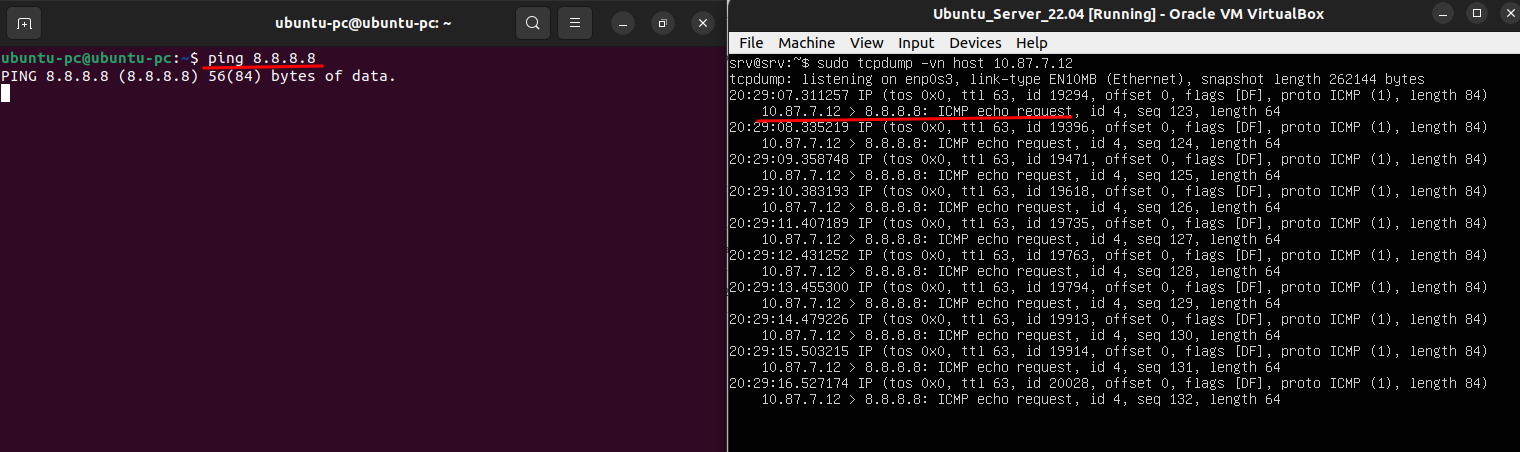 ubuntu-pc@ubuntu-pc: ~
ubuntu-pc@ubuntu-pc:~$ ping 8.8.8.8
PING 8.8.8.8 (8.8.8.8) 56(84) bytes of data.
Ubuntu_Server_22.04 [Running] - Oracle VM VirtualBox
File Machine View Input Devices Help
srv@srv:~$ sudo tcpdump -vn host 10.87.7.12
tcpdump: listening on enp0s3, link-type EN10MB (Ethernet), snapshot length 262144 bytes
20:29:07.311257 IP (tos 0x0, ttl 63, id 19294, offset 0, flags [DF], proto ICMP (1), length 84)
    10.87.7.12 > 8.8.8.8: ICMP echo request, id 4, seq 123, length 64
20:29:08.335219 IP (tos 0x0, ttl 63, id 19396, offset 0, flags [DF], proto ICMP (1), length 84)
    10.87.7.12 > 8.8.8.8: ICMP echo request, id 4, seq 124, length 64
20:29:09.358748 IP (tos 0x0, ttl 63, id 19471, offset 0, flags [DF], proto ICMP (1), length 84)
    10.87.7.12 > 8.8.8.8: ICMP echo request, id 4, seq 125, length 64
20:29:10.383193 IP (tos 0x0, ttl 63, id 19618, offset 0, flags [DF], proto ICMP (1), length 84)
    10.87.7.12 > 8.8.8.8: ICMP echo request, id 4, seq 126, length 64
20:29:11.407189 IP (tos 0x0, ttl 63, id 19735, offset 0, flags [DF], proto ICMP (1), length 84)
    10.87.7.12 > 8.8.8.8: ICMP echo request, id 4, seq 127, length 64
20:29:12.431252 IP (tos 0x0, ttl 63, id 19763, offset 0, flags [DF], proto ICMP (1), length 84)
    10.87.7.12 > 8.8.8.8: ICMP echo request, id 4, seq 128, length 64
20:29:13.455300 IP (tos 0x0, ttl 63, id 19794, offset 0, flags [DF], proto ICMP (1), length 84)
    10.87.7.12 > 8.8.8.8: ICMP echo request, id 4, seq 129, length 64
20:29:14.479226 IP (tos 0x0, ttl 63, id 19913, offset 0, flags [DF], proto ICMP (1), length 84)
    10.87.7.12 > 8.8.8.8: ICMP echo request, id 4, seq 130, length 64
20:29:15.503215 IP (tos 0x0, ttl 63, id 19914, offset 0, flags [DF], proto ICMP (1), length 84)
    10.87.7.12 > 8.8.8.8: ICMP echo request, id 4, seq 131, length 64
20:29:16.527174 IP (tos 0x0, ttl 63, id 20028, offset 0, flags [DF], proto ICMP (1), length 84)
    10.87.7.12 > 8.8.8.8: ICMP echo request, id 4, seq 132, length 64